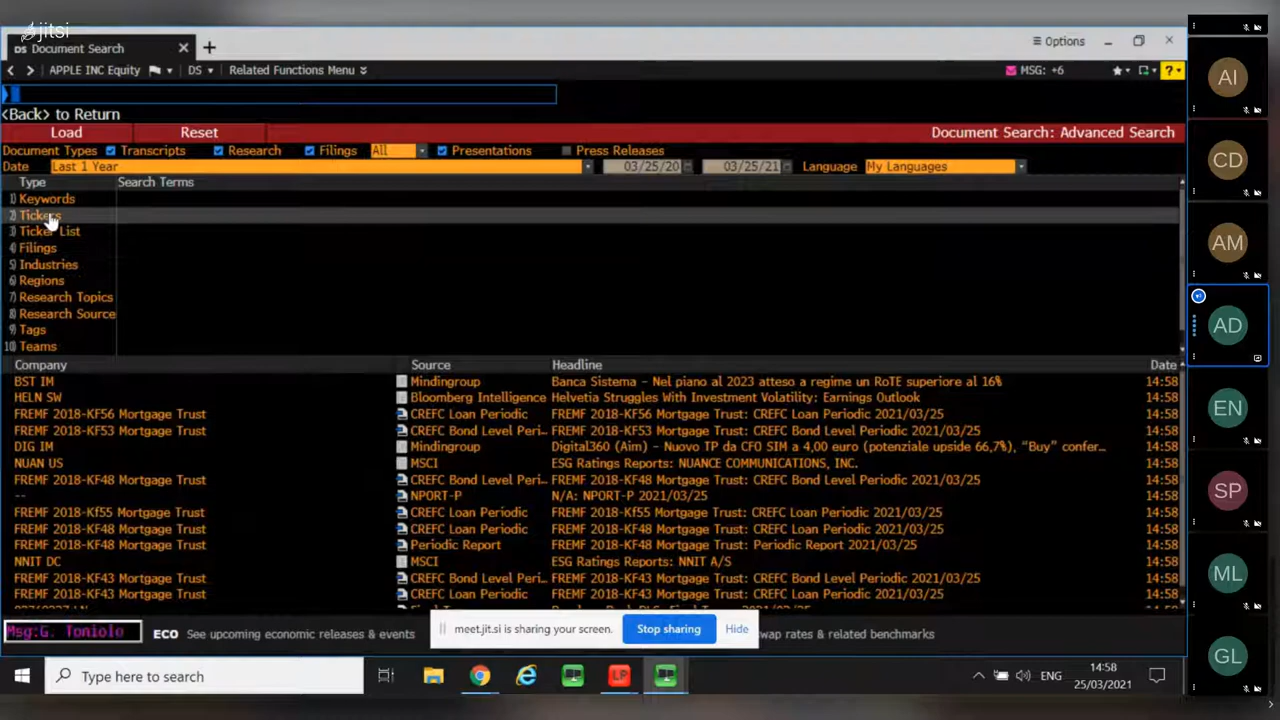 jitsi
DS Document Search
Options
APPLE INC Equity DS Related Functions Menu MSG: +6
<Back> to Return
Load Reset Document Search: Advanced Search
Document Types Transcripts Research Filings All Presentations Press Releases
Date Last 1 Year 03/25/20 03/25/21 Language My Languages
Type Search Terms
1) Keywords
2) Tickers
3) Ticker List
4) Filings
5) Industries
6) Regions
7) Research Topics
8) Research Source
9) Tags
10) Teams
Company Source Headline Date
BST IM Mindingroup Banca Sistema - Nel piano al 2023 atteso a regime un RoTE superiore al 16% 14:58
HELN SW Bloomberg Intelligence Helvetia Struggles With Investment Volatility: Earnings Outlook 14:58
FREMF 2018-KF56 Mortgage Trust CREFC Loan Periodic FREMF 2018-KF56 Mortgage Trust: CREFC Loan Periodic 2021/03/25 14:58
FREMF 2018-KF53 Mortgage Trust CREFC Bond Level Peri… FREMF 2018-KF53 Mortgage Trust: CREFC Bond Level Periodic 2021/03/25 14:58
DIG IM Mindingroup Digital360 (Aim) - Nuovo TP da CFO SIM a 4,00 euro (potenziale upside 66,7%), "Buy" confer… 14:58
NUAN US MSCI ESG Ratings Reports: NUANCE COMMUNICATIONS, INC. 14:58
FREMF 2018-KF48 Mortgage Trust CREFC Bond Level Peri… FREMF 2018-KF48 Mortgage Trust: CREFC Bond Level Periodic 2021/03/25 14:58
-- NPORT-P N/A: NPORT-P 2021/03/25 14:58
FREMF 2018-Kf55 Mortgage Trust CREFC Loan Periodic FREMF 2018-Kf55 Mortgage Trust: CREFC Loan Periodic 2021/03/25 14:58
FREMF 2018-KF48 Mortgage Trust CREFC Loan Periodic FREMF 2018-KF48 Mortgage Trust: CREFC Loan Periodic 2021/03/25 14:58
FREMF 2018-KF48 Mortgage Trust Periodic Report FREMF 2018-KF48 Mortgage Trust: Periodic Report 2021/03/25 14:58
NNIT DC MSCI ESG Ratings Reports: NNIT A/S 14:58
FREMF 2018-KF43 Mortgage Trust CREFC Bond Level Peri… FREMF 2018-KF43 Mortgage Trust: CREFC Bond Level Periodic 2021/03/25 14:58
FREMF 2018-KF43 Mortgage Trust CREFC Loan Periodic FREMF 2018-KF43 Mortgage Trust: CREFC Loan Periodic 2021/03/25 14:58
Msg:G. Toniolo ECO See upcoming economic releases & events swap rates & related benchmarks
meet.jit.si is sharing your screen. Stop sharing Hide
Type here to search
LP
ENG
14:58
25/03/2021
AI
CD
AM
AD
EN
SP
ML
GL